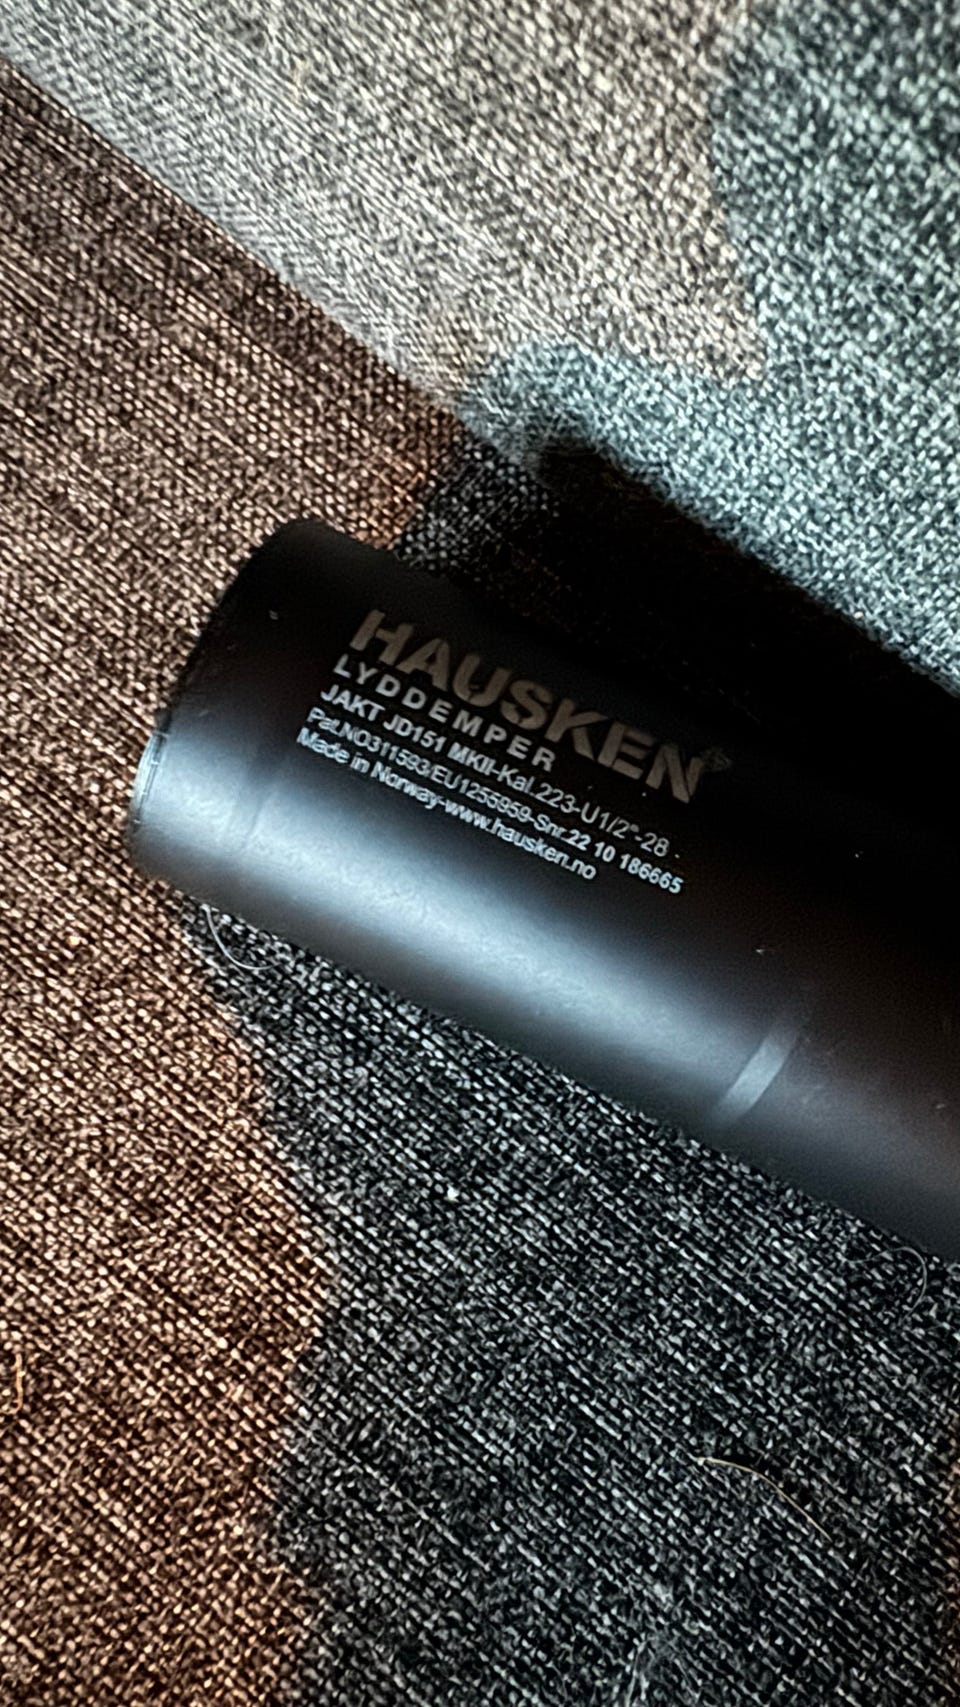 HAUSKEN
LYDDEMPER
JAKT JD151 MKII-Kal.223-U1/2"-28
Pat.NO311593/EU1255959-Snr.22 10 186665
Made in Norway-www.hausken.no